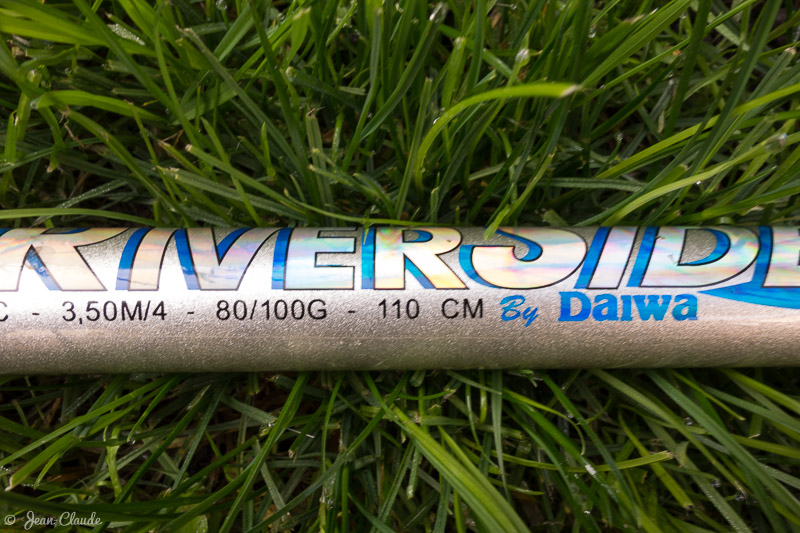 RIVERSIDE
C - 3,50M/4 - 80/100G - 110 CM By Daiwa
© Jean-Claude